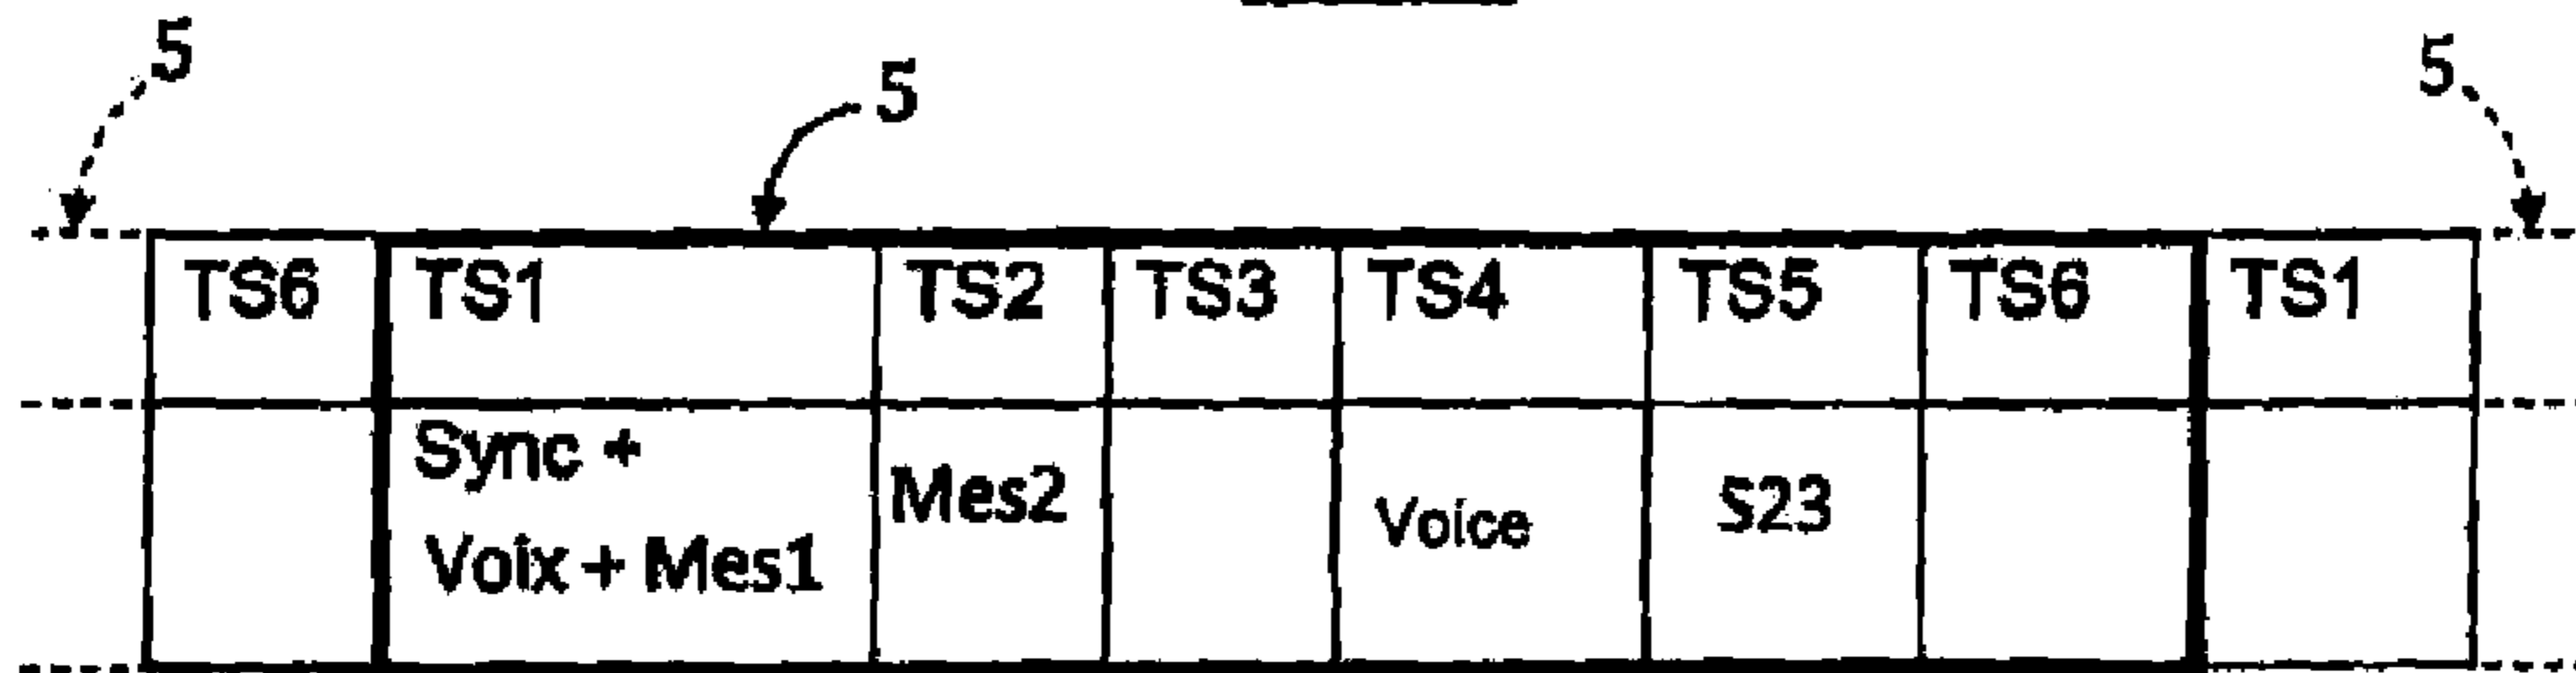 5
5
5
TS6 TS1 TS2 TS3 TS4 TS5 TS6 TS1
Sync +
Voix + Mes1
Mes2
Voice
S23